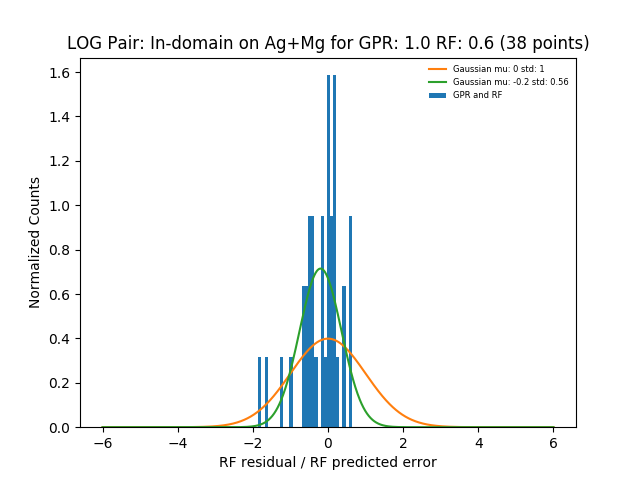 LOG Pair: In-domain on Ag+Mg for GPR: 1.0 RF: 0.6 (38 points)
Gaussian mu: 0 std: 1
Gaussian mu: -0.2 std: 0.56
GPR and RF
Normalized Counts
1.6
1.4
1.2
1.0
0.8
0.6
0.4
0.2
0.0
−6 −4 −2 0 2 4 6
RF residual / RF predicted error